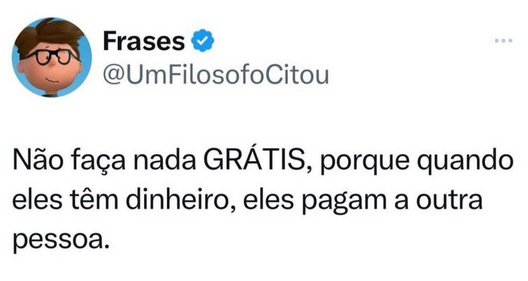 Frases
@UmFilosofoCitou
Não faça nada GRÁTIS, porque quando
eles têm dinheiro, eles pagam a outra
pessoa.